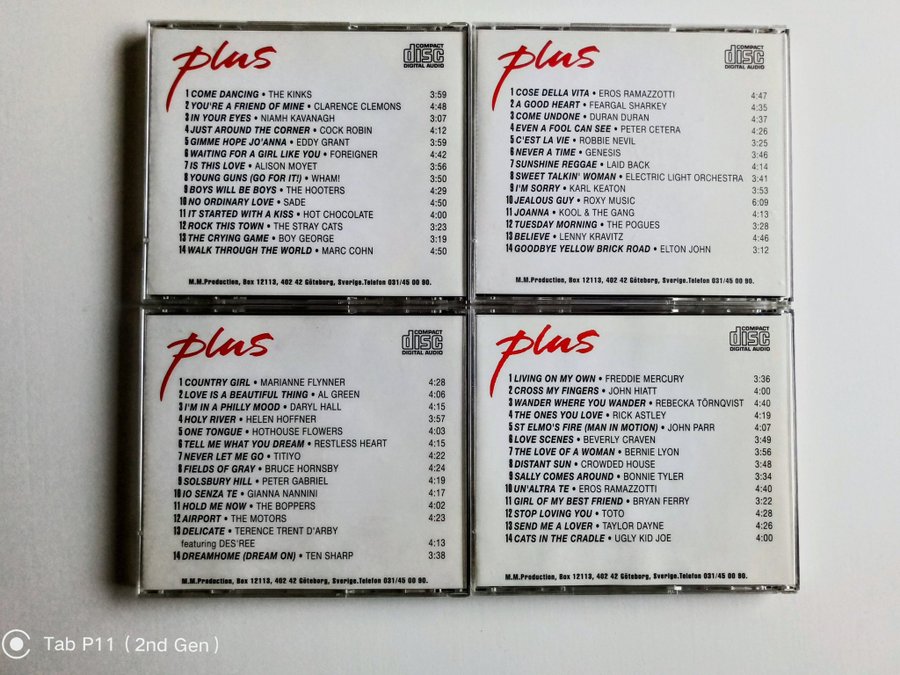 plus
COMPACT
disc
DIGITAL AUDIO
1 COME DANCING • THE KINKS 3:59
2 YOU'RE A FRIEND OF MINE • CLARENCE CLEMONS 4:48
3 IN YOUR EYES • NIAMH KAVANAGH 3:07
4 JUST AROUND THE CORNER • COCK ROBIN 4:12
5 GIMME HOPE JO'ANNA • EDDY GRANT 3:59
6 WAITING FOR A GIRL LIKE YOU • FOREIGNER 4:42
7 IS THIS LOVE • ALISON MOYET 3:56
8 YOUNG GUNS (GO FOR IT!) • WHAM! 3:50
9 BOYS WILL BE BOYS • THE HOOTERS 4:29
10 NO ORDINARY LOVE • SADE 4:50
11 IT STARTED WITH A KISS • HOT CHOCOLATE 4:00
12 ROCK THIS TOWN • THE STRAY CATS 3:23
13 THE CRYING GAME • BOY GEORGE 3:19
14 WALK THROUGH THE WORLD • MARC COHN 4:50
M.M.Production, Box 12113, 402 42 Göteborg, Sverige.Telefon 031/45 00 90.
plus
COMPACT
disc
DIGITAL AUDIO
1 COSE DELLA VITA • EROS RAMAZZOTTI 4:47
2 A GOOD HEART • FEARGAL SHARKEY 4:35
3 COME UNDONE • DURAN DURAN 4:37
4 EVEN A FOOL CAN SEE • PETER CETERA 4:26
5 C'EST LA VIE • ROBBIE NEVIL 3:25
6 NEVER A TIME • GENESIS 3:46
7 SUNSHINE REGGAE • LAID BACK 4:14
8 SWEET TALKIN' WOMAN • ELECTRIC LIGHT ORCHESTRA 3:41
9 I'M SORRY • KARL KEATON 3:53
10 JEALOUS GUY • ROXY MUSIC 6:09
11 JOANNA • KOOL & THE GANG 4:13
12 TUESDAY MORNING • THE POGUES 3:28
13 BELIEVE • LENNY KRAVITZ 4:46
14 GOODBYE YELLOW BRICK ROAD • ELTON JOHN 3:12
M.M.Production, Box 12113, 402 42 Göteborg, Sverige.Telefon 031/45 00 90.
plus
COMPACT
disc
DIGITAL AUDIO
1 COUNTRY GIRL • MARIANNE FLYNNER 4:28
2 LOVE IS A BEAUTIFUL THING • AL GREEN 4:06
3 I'M IN A PHILLY MOOD • DARYL HALL 4:15
4 HOLY RIVER • HELEN HOFFNER 3:57
5 ONE TONGUE • HOTHOUSE FLOWERS 4:03
6 TELL ME WHAT YOU DREAM • RESTLESS HEART 4:15
7 NEVER LET ME GO • TITIYO 4:22
8 FIELDS OF GRAY • BRUCE HORNSBY 4:24
9 SOLSBURY HILL • PETER GABRIEL 4:19
10 IO SENZA TE • GIANNA NANNINI 4:17
11 HOLD ME NOW • THE BOPPERS 4:02
12 AIRPORT • THE MOTORS 4:23
13 DELICATE • TERENCE TRENT D'ARBY
featuring DES'REE 4:13
14 DREAMHOME (DREAM ON) • TEN SHARP 3:38
M.M.Production, Box 12113, 402 42 Göteborg, Sverige.Telefon 031/45 00 90.
plus
COMPACT
disc
DIGITAL AUDIO
1 LIVING ON MY OWN • FREDDIE MERCURY 3:36
2 CROSS MY FINGERS • JOHN HIATT 4:00
3 WANDER WHERE YOU WANDER • REBECKA TÖRNQVIST 4:40
4 THE ONES YOU LOVE • RICK ASTLEY 4:19
5 ST ELMO'S FIRE (MAN IN MOTION) • JOHN PARR 4:07
6 LOVE SCENES • BEVERLY CRAVEN 3:49
7 THE LOVE OF A WOMAN • BERNIE LYON 3:56
8 DISTANT SUN • CROWDED HOUSE 3:48
9 SALLY COMES AROUND • BONNIE TYLER 3:34
10 UN'ALTRA TE • EROS RAMAZZOTTI 4:40
11 GIRL OF MY BEST FRIEND • BRYAN FERRY 3:22
12 STOP LOVING YOU • TOTO 4:28
13 SEND ME A LOVER • TAYLOR DAYNE 4:26
14 CATS IN THE CRADLE • UGLY KID JOE 4:00
M.M.Production, Box 12113, 402 42 Göteborg, Sverige.Telefon 031/45 00 90.
Tab P11 (2nd Gen)